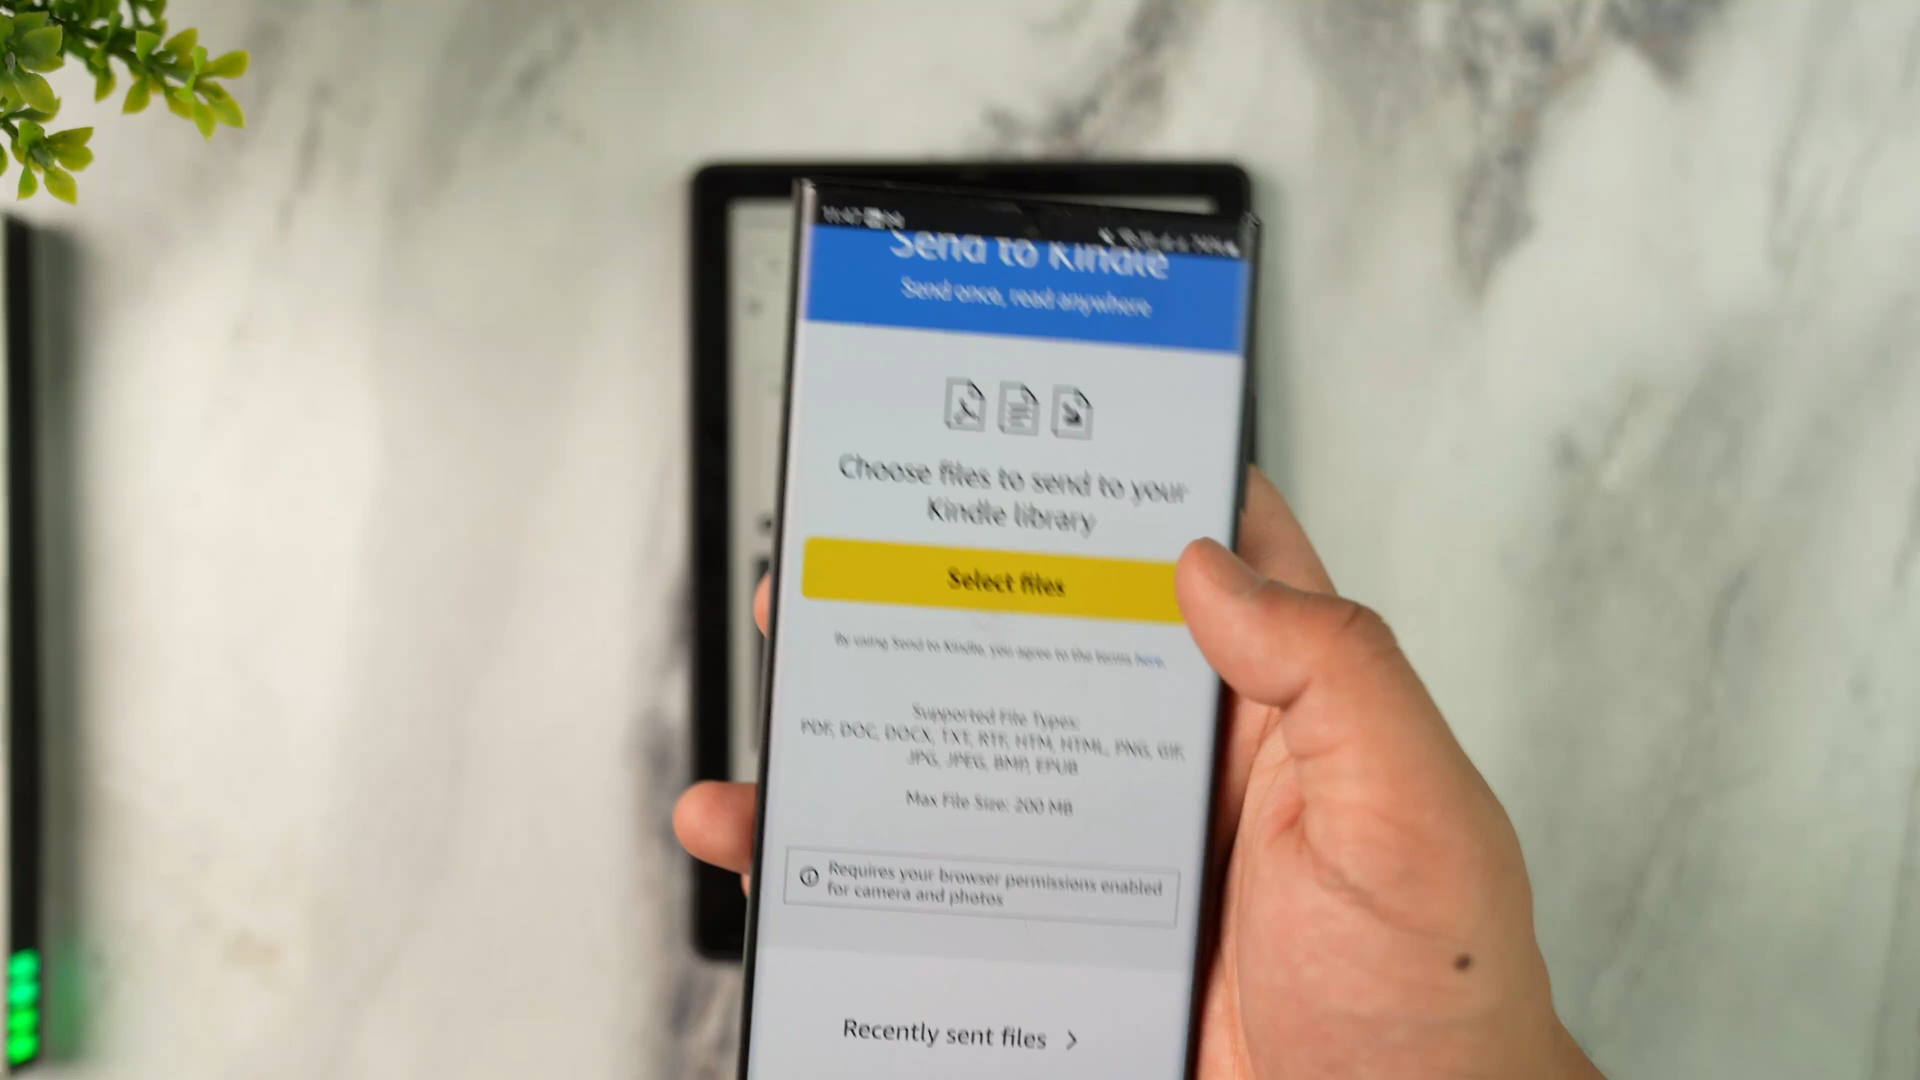 Send to Kindle
Send once, read anywhere
Choose files to send to your
Kindle library
Select files
By using Send to Kindle, you agree to the terms here.
Supported File Types:
PDF, DOC, DOCX, TXT, RTF, HTM, HTML, PNG, GIF,
JPG, JPEG, BMP, EPUB
Max File Size: 200 MB
Requires your browser permissions enabled
for camera and photos
Recently sent files